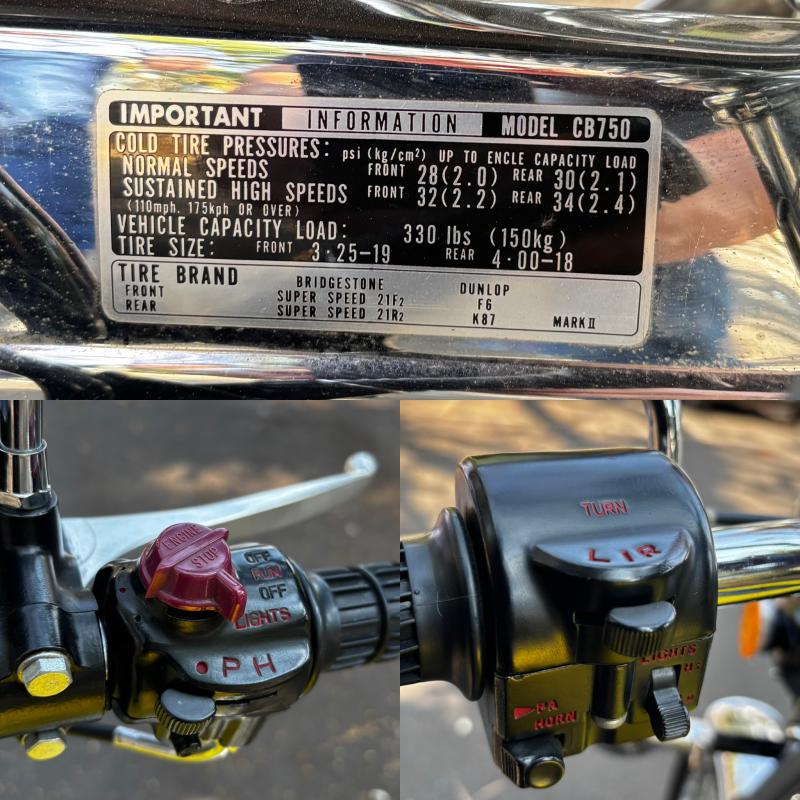 IMPORTANT INFORMATION MODEL CB750
COLD TIRE PRESSURES: psi (kg/cm²) UP TO ENCLE CAPACITY LOAD
NORMAL SPEEDS FRONT 28(2.0) REAR 30(2.1)
SUSTAINED HIGH SPEEDS FRONT 32(2.2) REAR 34(2.4)
(110mph. 175kph OR OVER)
VEHICLE CAPACITY LOAD: 330 lbs (150kg)
TIRE SIZE: FRONT 3·25-19 REAR 4·00-18
TIRE BRAND BRIDGESTONE DUNLOP
FRONT SUPER SPEED 21F2 F6
REAR SUPER SPEED 21R2 K87 MARK II
ENGINE
STOP
OFF
RUN
OFF
LIGHTS
P H
TURN
L I R
LIGHTS
H
PA
HORN